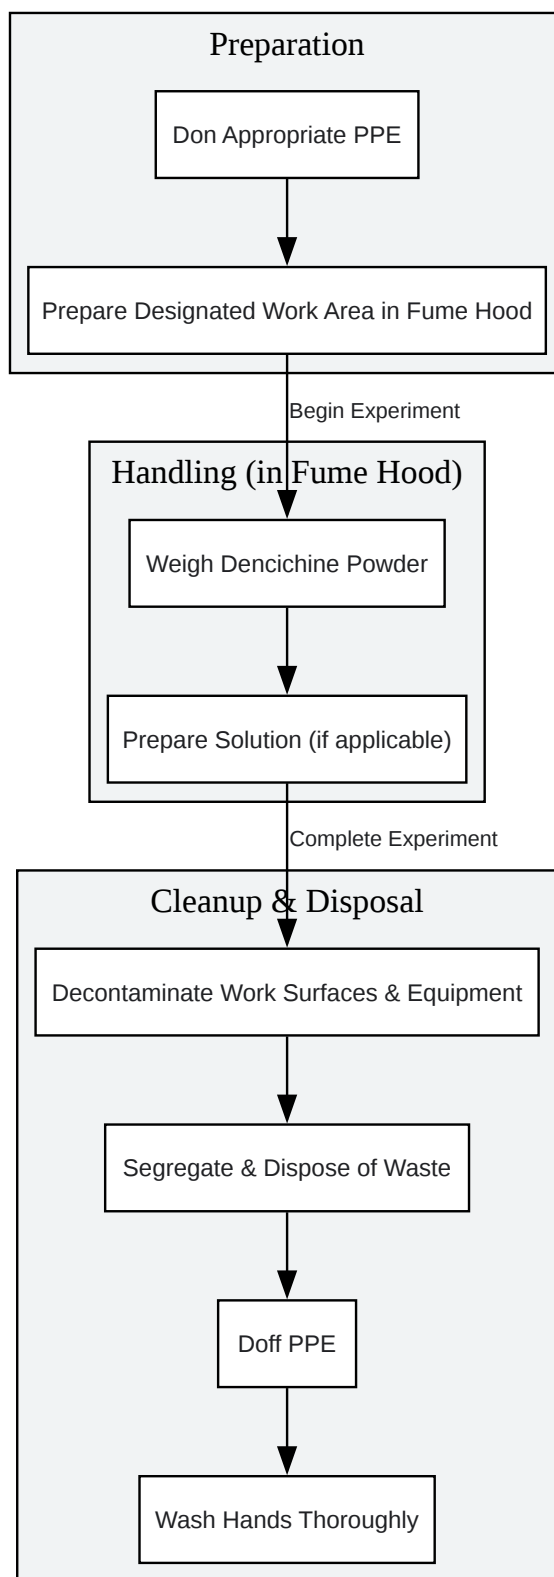 Preparation
Don Appropriate PPE
Prepare Designated Work Area in Fume Hood
Begin Experiment
Handling (in Fume Hood)
Weigh Dencichine Powder
Prepare Solution (if applicable)
Complete Experiment
Cleanup & Disposal
Decontaminate Work Surfaces & Equipment
Segregate & Dispose of Waste
Doff PPE
Wash Hands Thoroughly